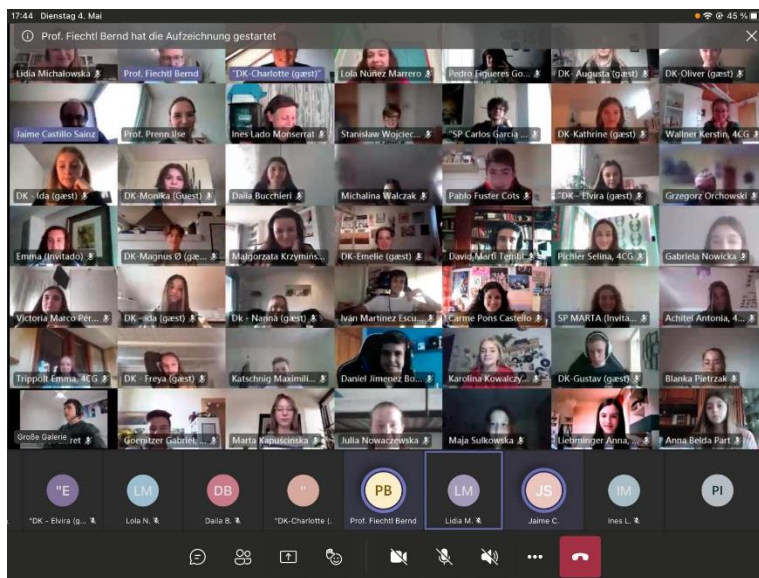 17:44 Dienstag 4. Mai
45 %
Prof. Fiechtl Bernd hat die Aufzeichnung gestartet
Lidia Michalowska
Prof. Fiechtl Bernd
"DK-Charlotte (gæst)"
Lola Nuñez Marrero
Pedro Figueres Go...
DK- Augusta (gæst)
DK-Oliver (gæst)
Jaime Castillo Sainz
Prof. Prenn Ilse
Ines Lado Monserrat
Stanisław Wojciec...
"SP Carlos García ...
DK-Kathrine (gæst)
Wallner Kerstin, 4CG
DK - Ida (gæst)
DK-Monika (Guest)
Daila Bucchieri
Michalina Walczak
Pablo Fuster Cots
"DK - Elvira (gæst)
Grzegorz Orchowski
Emma (Invitado)
DK-Magnus Ø (gæ...
Małgorzata Krzymińs...
DK-Emelie (gæst)
David Martí
Pichler Selina, 4CG
Gabriela Nowicka
Victoria Marco Per...
DK -ida (gæst)
Dk - Nanna (gæst)
Iván Martínez Escu...
Carme Pons Castello
SP MARTA (Invita...
Achitei Antonia, 4...
Trippolt Emma, 4CG
DK - Freya (gæst)
Katschnig Maximili...
Daniel Jimenez Bo...
Karolina Kowalczy...
DK-Gustav (gæst)
Blanka Pietrzak
Große Galerie
Goenitzer Gabriel, ...
Marta Kapuścińska
Julia Nowaczewska
Maja Sulkowska
Liebminger Anna, ...
Anna Belda Part
"E
LM
DB
"
PB
LM
JS
IM
PI
"DK - Elvira (g...
Lola N.
Daila B.
"DK-Charlotte (.
Prof. Fiechtl Bernd
Lidia M.
Jaime C.
Ines L.